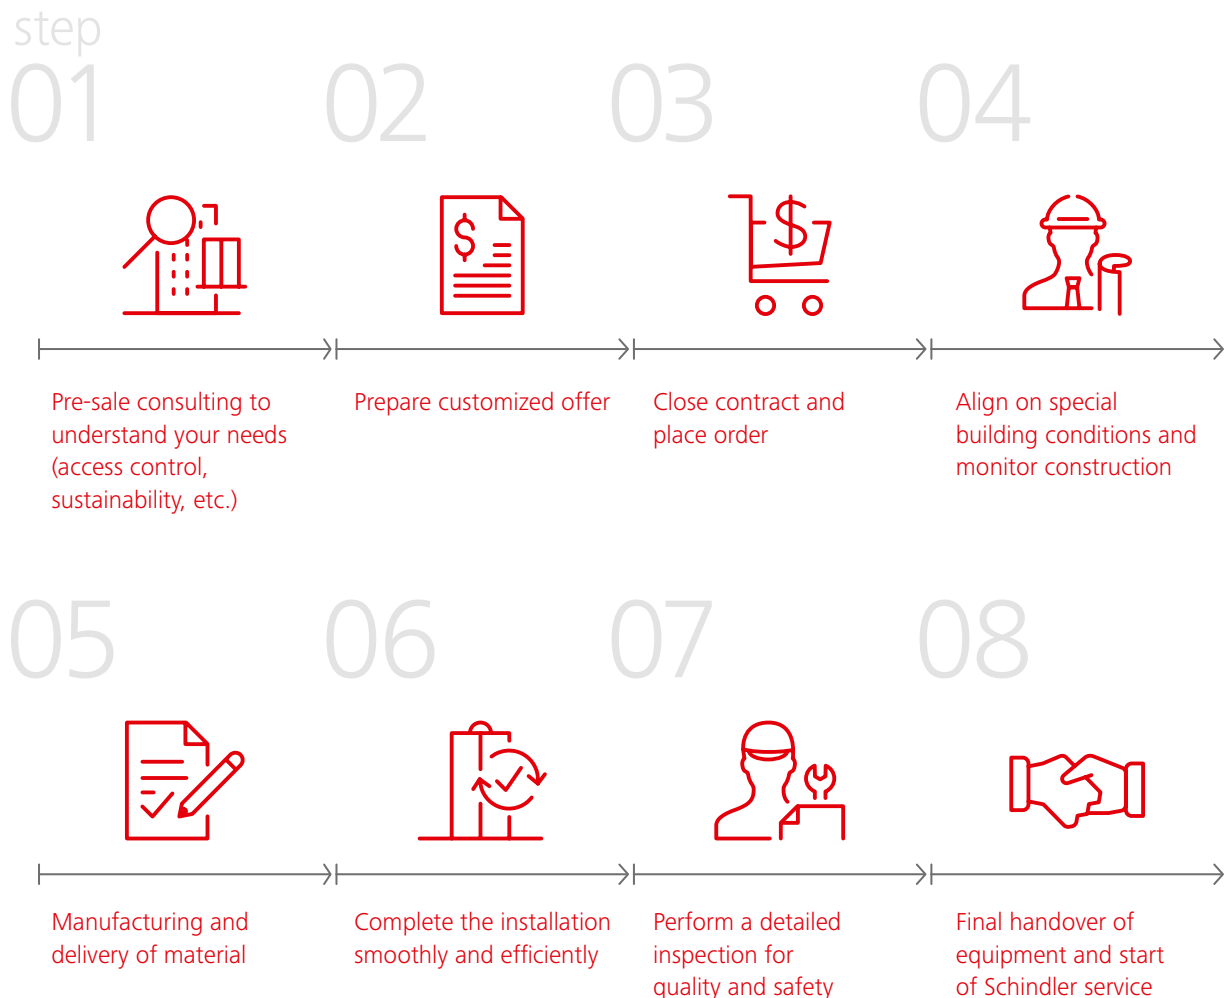 step
01
02
03
04
$
$
Pre-sale consulting to
understand your needs
(access control,
sustainability, etc.)
Prepare customized offer
Close contract and
place order
Align on special
building conditions and
monitor construction
05
06
07
08
Manufacturing and
delivery of material
Complete the installation
smoothly and efficiently
Perform a detailed
inspection for
quality and safety
Final handover of
equipment and start
of Schindler service